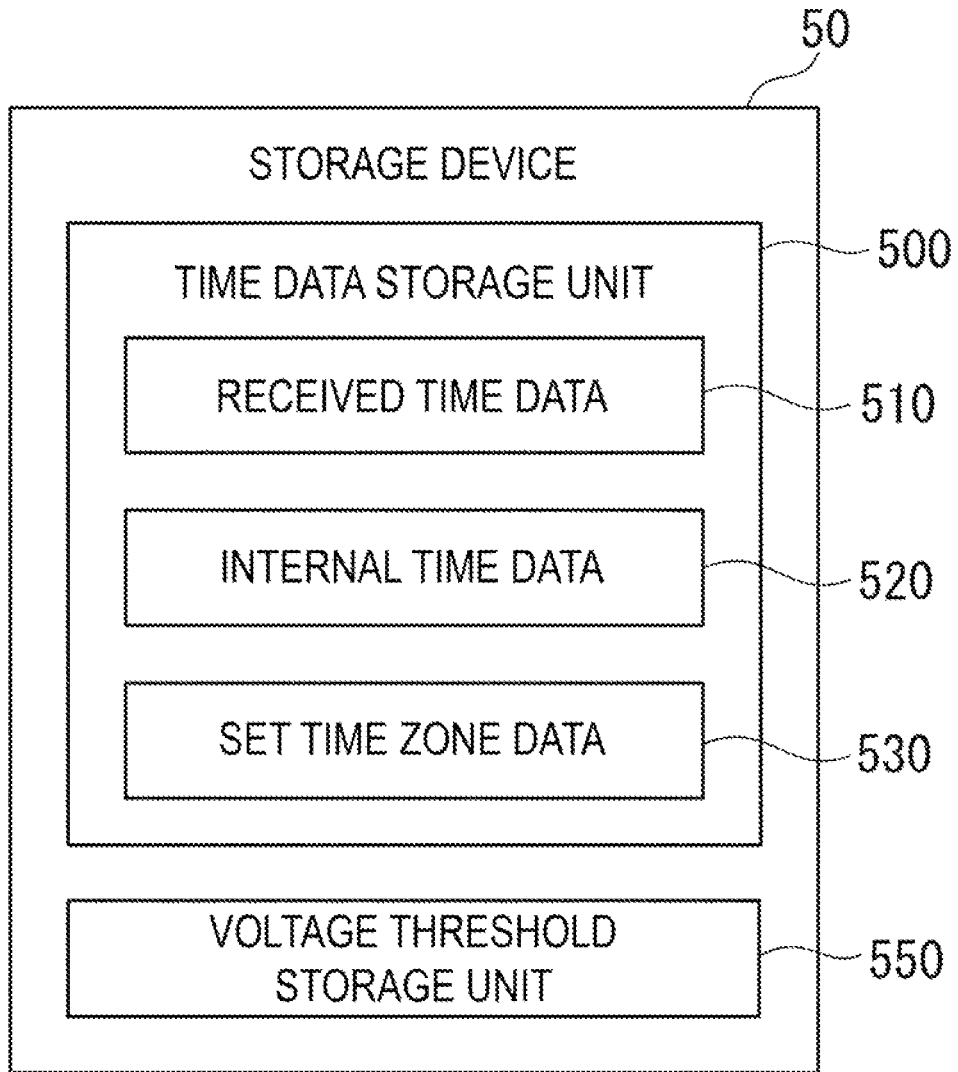 50
STORAGE DEVICE
500
TIME DATA STORAGE UNIT
RECEIVED TIME DATA
510
INTERNAL TIME DATA
520
SET TIME ZONE DATA
530
VOLTAGE THRESHOLD
STORAGE UNIT
550